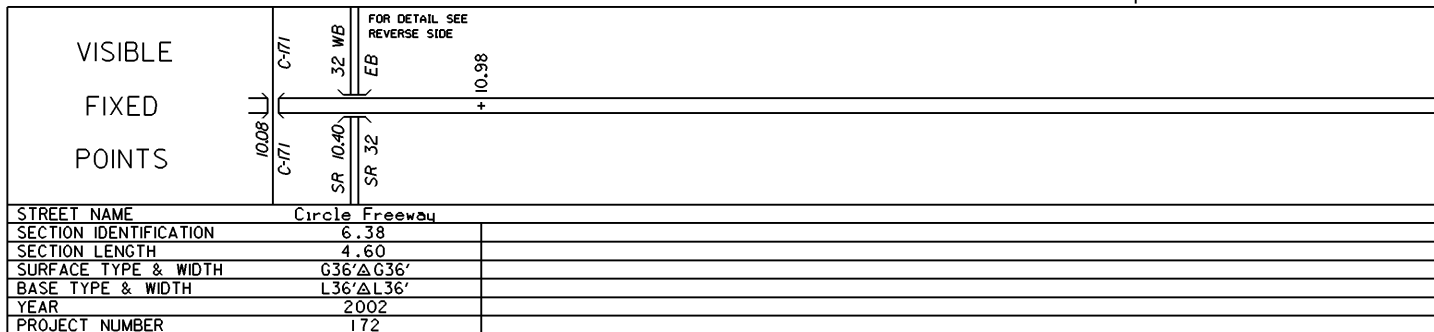 VISIBLE
FIXED
POINTS
C-171
32 WB
EB
FOR DETAIL SEE
REVERSE SIDE
+ 10.98
10.08
C-171
SR 10.40
SR 32
STREET NAME Circle Freeway
SECTION IDENTIFICATION 6.38
SECTION LENGTH 4.60
SURFACE TYPE & WIDTH G36'△G36'
BASE TYPE & WIDTH L36'△L36'
YEAR 2002
PROJECT NUMBER 172